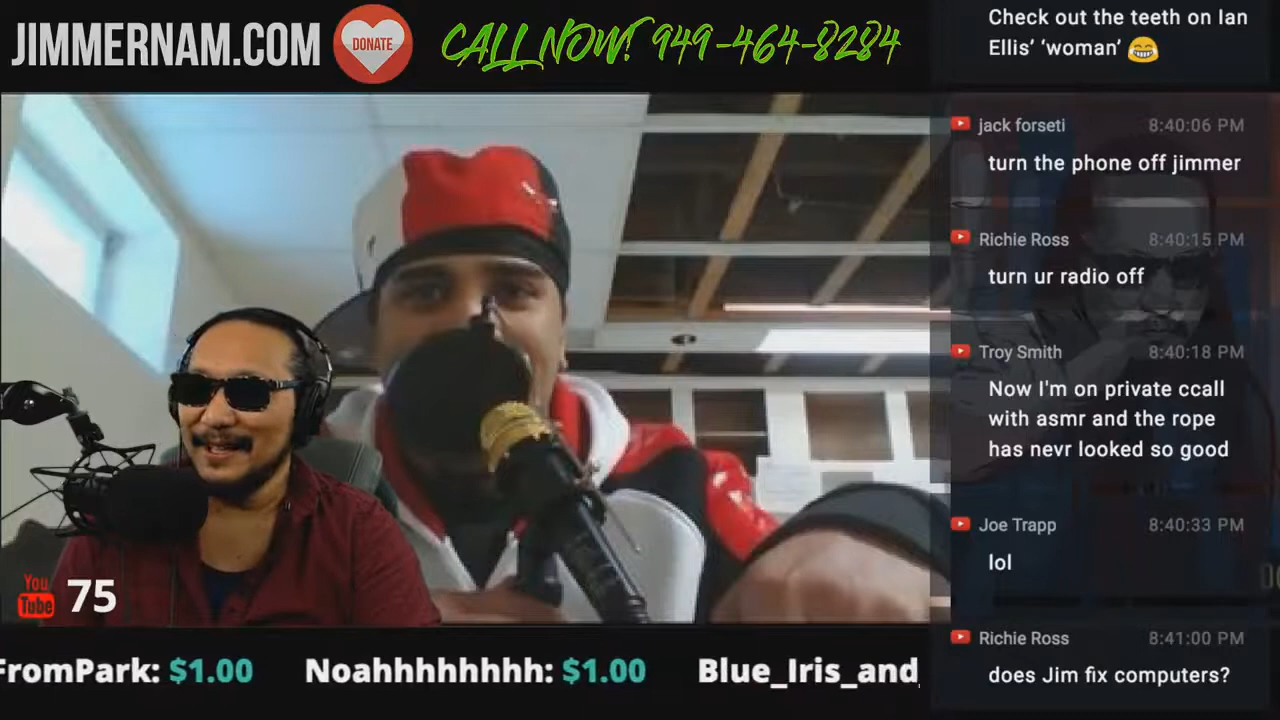 JIMMERNAM.COM
DONATE
CALL NOW! 949-464-8284
Check out the teeth on Ian
Ellis’ ‘woman’ 😂
jack forseti 8:40:06 PM
turn the phone off jimmer
Richie Ross 8:40:15 PM
turn ur radio off
Troy Smith 8:40:18 PM
Now I'm on private ccall
with asmr and the rope
has nevr looked so good
Joe Trapp 8:40:33 PM
lol
Richie Ross 8:41:00 PM
does Jim fix computers?
You
Tube
75
FromPark: $1.00 Noahhhhhhhhh: $1.00 Blue_Iris_and_